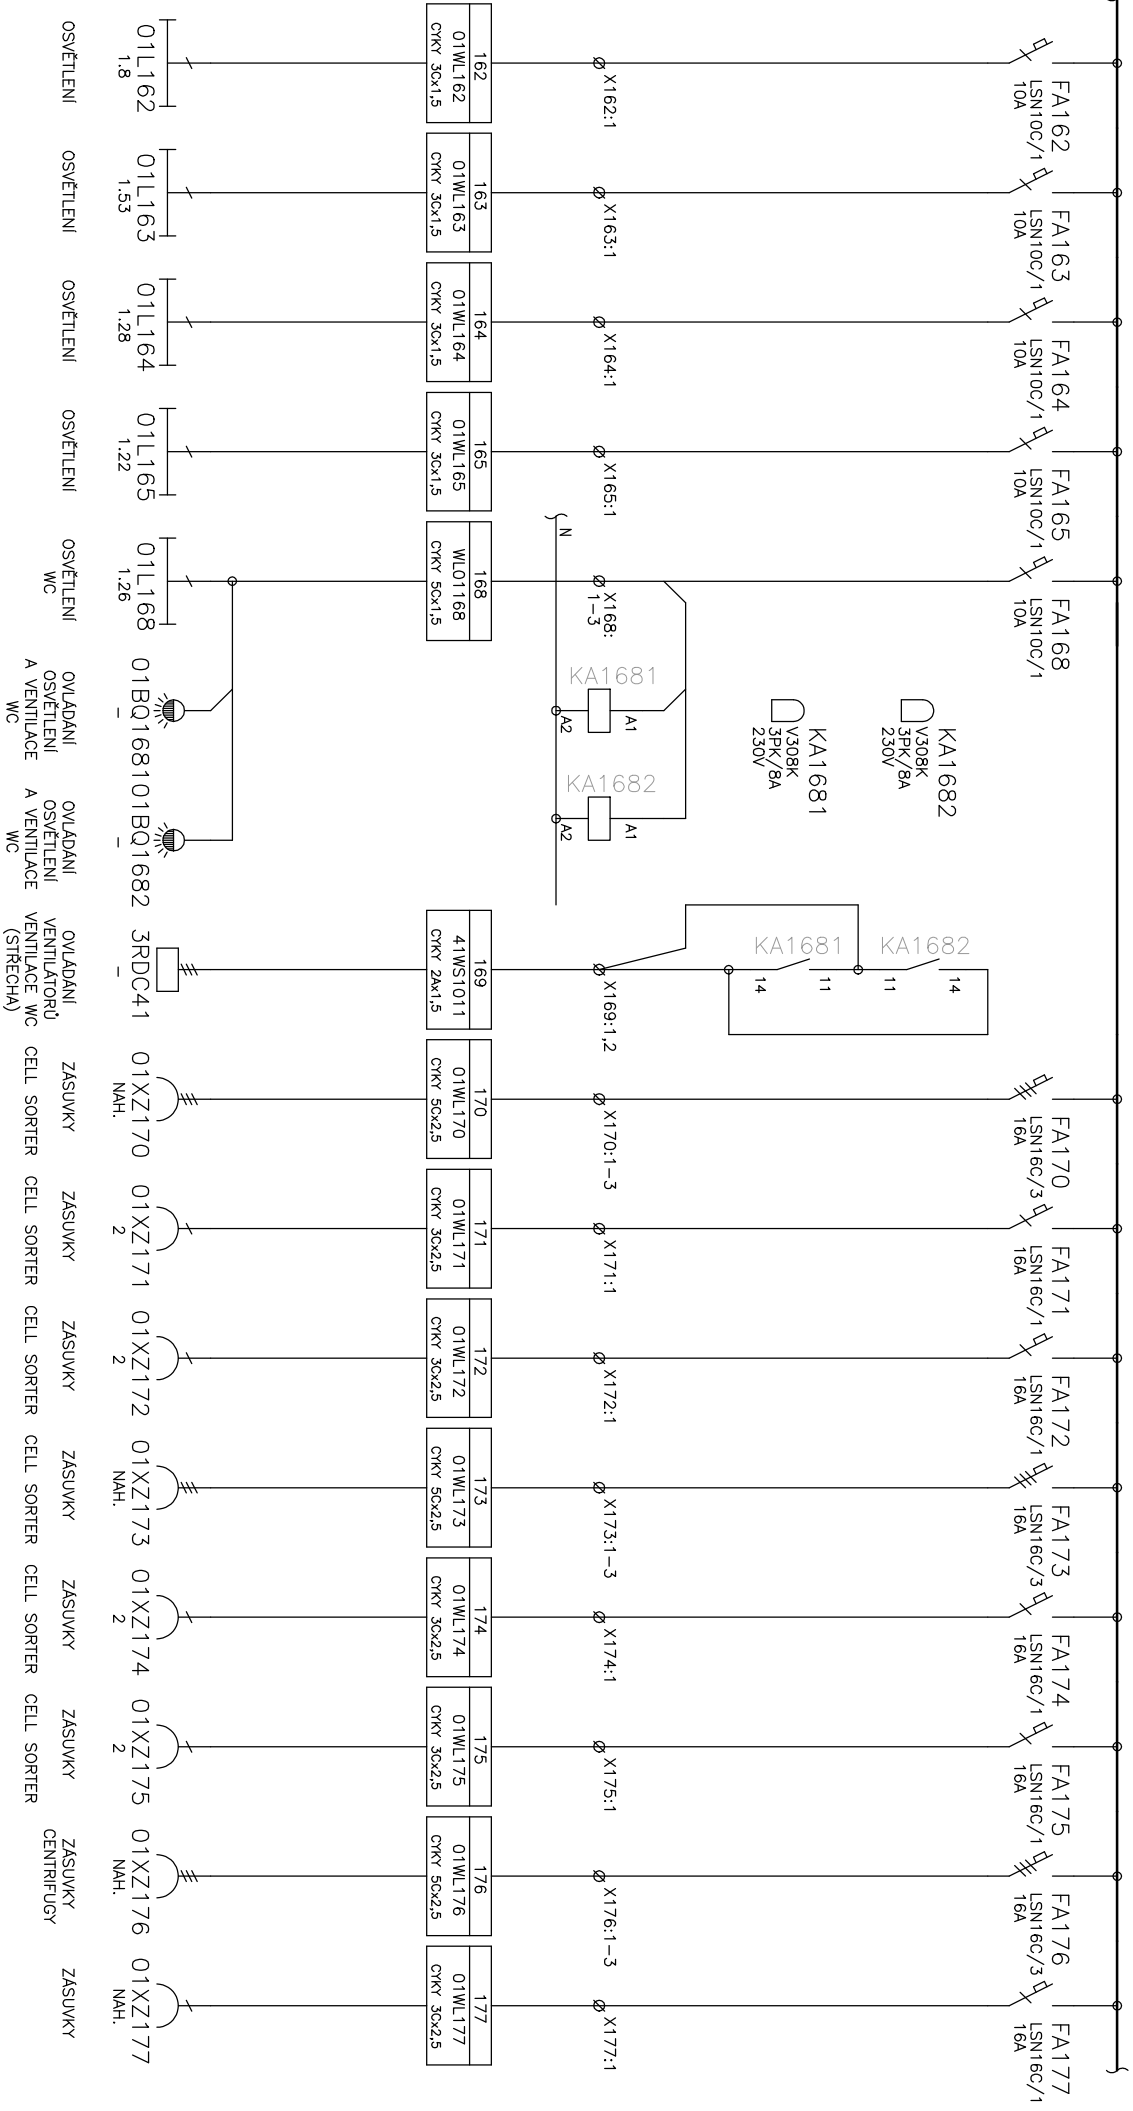 FA162
LSN10C/1
10A
FA163
LSN10C/1
10A
FA164
LSN10C/1
10A
FA165
LSN10C/1
10A
FA168
LSN10C/1
10A
FA170
LSN16C/3
16A
FA171
LSN16C/1
16A
FA172
LSN16C/1
16A
FA173
LSN16C/3
16A
FA174
LSN16C/1
16A
FA175
LSN16C/1
16A
FA176
LSN16C/3
16A
FA177
LSN16C/1
16A
KA1682
V308K
3PK/8A
230V
KA1681
V308K
3PK/8A
230V
KA1681
14
11
KA1682
11
14
14
KA1681
A1
A2
KA1682
A1
A2
N
X162:1
X163:1
X164:1
X165:1
X168:
1-3
X169:1,2
X170:1-3
X171:1
X172:1
X173:1-3
X174:1
X175:1
X176:1-3
X177:1
162
01WL162
CYKY 3Cx1,5
163
01WL163
CYKY 3Cx1,5
164
01WL164
CYKY 3Cx1,5
165
01WL165
CYKY 3Cx1,5
168
WL01168
CYKY 5Cx1,5
169
41WS1011
CYKY 2Ax1,5
170
01WL170
CYKY 5Cx2,5
171
01WL171
CYKY 3Cx2,5
172
01WL172
CYKY 3Cx2,5
173
01WL173
CYKY 5Cx2,5
174
01WL174
CYKY 3Cx2,5
175
01WL175
CYKY 3Cx2,5
176
01WL176
CYKY 5Cx2,5
177
01WL177
CYKY 3Cx2,5
01L162
1.8
OSVĚTLENÍ
01L163
1.53
OSVĚTLENÍ
01L164
1.28
OSVĚTLENÍ
01L165
1.22
OSVĚTLENÍ
01L168
1.26
OSVĚTLENÍ
WC
01BQ1681
-
OVLÁDÁNÍ
OSVĚTLENÍ
A VENTILACE
WC
01BQ1682
-
OVLÁDÁNÍ
OSVĚTLENÍ
A VENTILACE
WC
3RDC41
-
OVLÁDÁNÍ
VENTILÁTORŮ
VENTILACE WC
(STŘECHA)
01XZ170
NAH.
ZÁSUVKY
CELL SORTER
01XZ171
2
ZÁSUVKY
CELL SORTER
01XZ172
2
ZÁSUVKY
CELL SORTER
01XZ173
NAH.
ZÁSUVKY
CELL SORTER
01XZ174
2
ZÁSUVKY
CELL SORTER
01XZ175
2
ZÁSUVKY
CELL SORTER
01XZ176
NAH.
ZÁSUVKY
CENTRIFUGY
01XZ177
NAH.
ZÁSUVKY